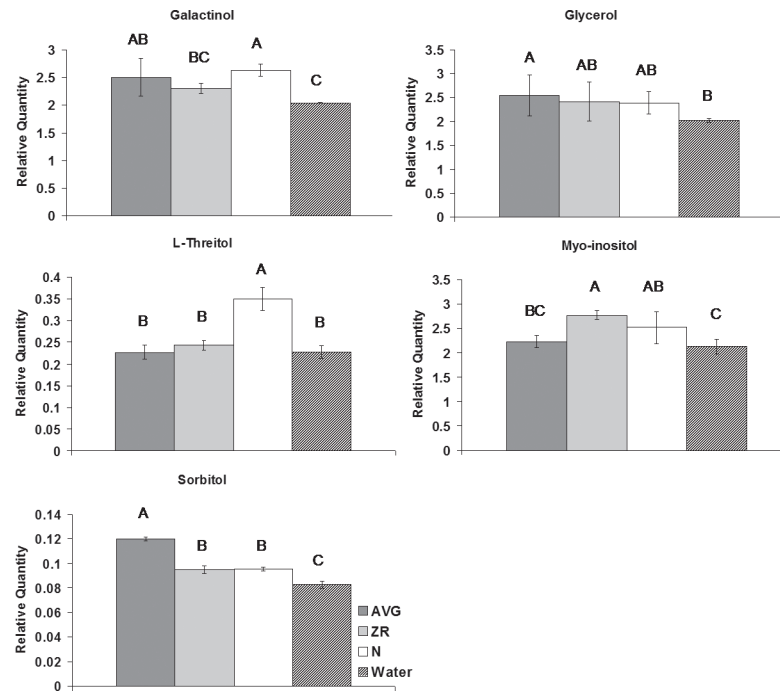 Galactinol
Relative Quantity
3
2.5
2
1.5
1
0.5
0
AB
BC
A
C
Glycerol
Relative Quantity
3.5
3
2.5
2
1.5
1
0.5
0
A
AB
AB
B
L-Threitol
Relative Quantity
0.4
0.35
0.3
0.25
0.2
0.15
0.1
0.05
0
B
B
A
B
Myo-inositol
Relative Quantity
3.5
3
2.5
2
1.5
1
0.5
0
BC
A
AB
C
Sorbitol
Relative Quantity
0.14
0.12
0.1
0.08
0.06
0.04
0.02
0
A
B
B
C
AVG
ZR
N
Water